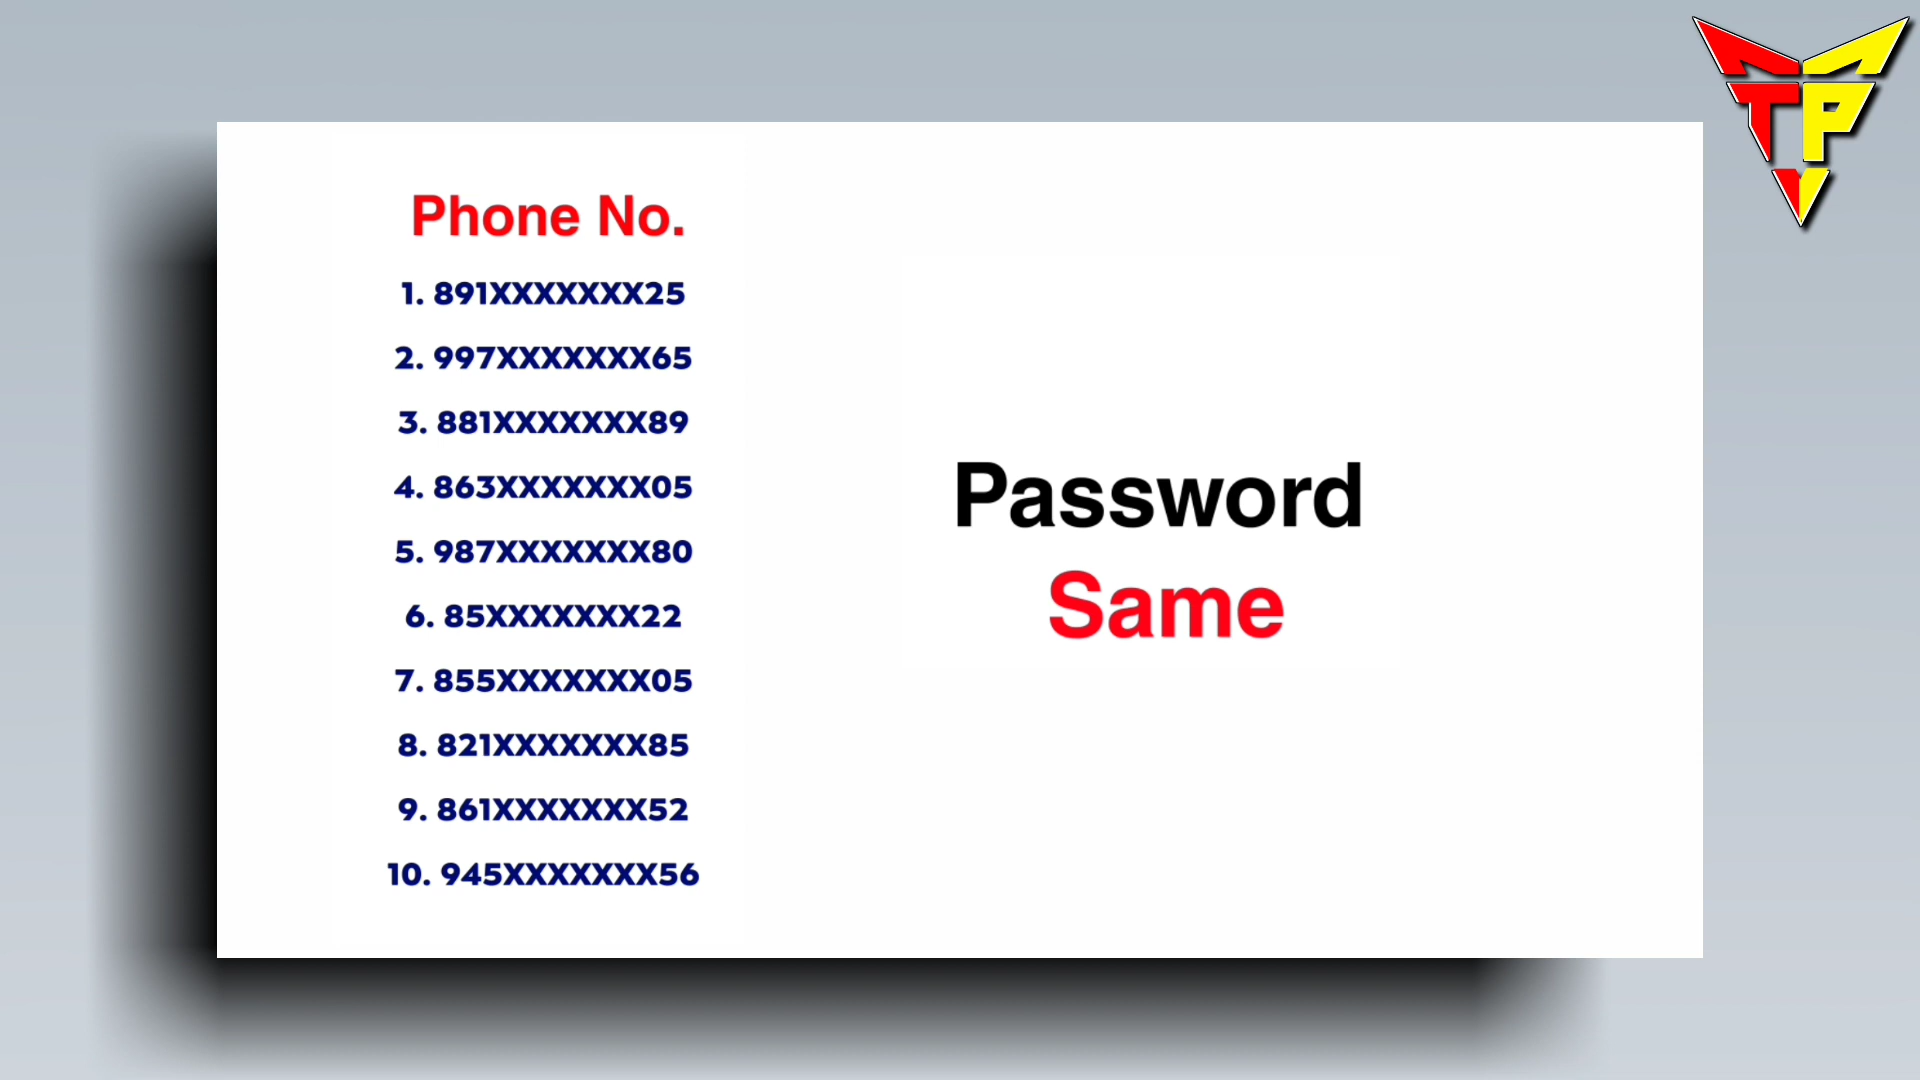 TP
Phone No.
1. 891XXXXXXX25
2. 997XXXXXXX65
3. 881XXXXXXX89
4. 863XXXXXXX05
5. 987XXXXXXX80
6. 85XXXXXXX22
7. 855XXXXXXX05
8. 821XXXXXXX85
9. 861XXXXXXX52
10. 945XXXXXXX56
Password
Same